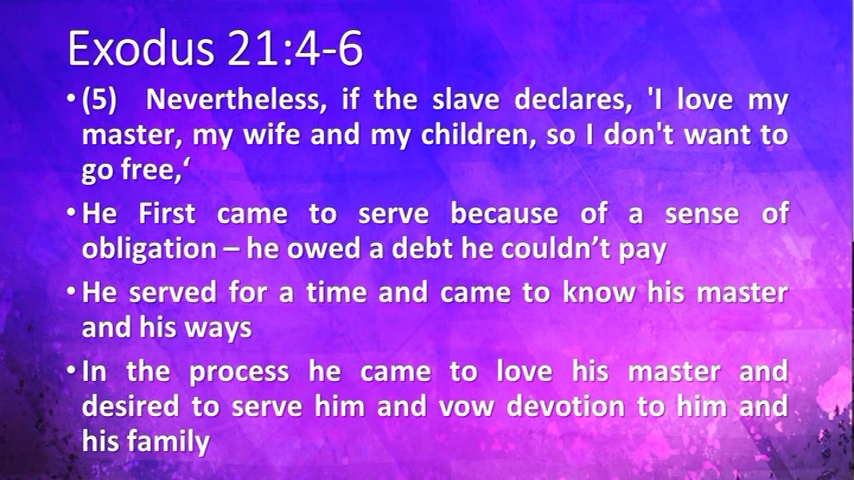 Exodus 21:4-6
• (5) Nevertheless, if the slave declares, 'I love my
master, my wife and my children, so I don't want to
go free,‘
• He First came to serve because of a sense of
obligation – he owed a debt he couldn’t pay
• He served for a time and came to know his master
and his ways
• In the process he came to love his master and
desired to serve him and vow devotion to him and
his family